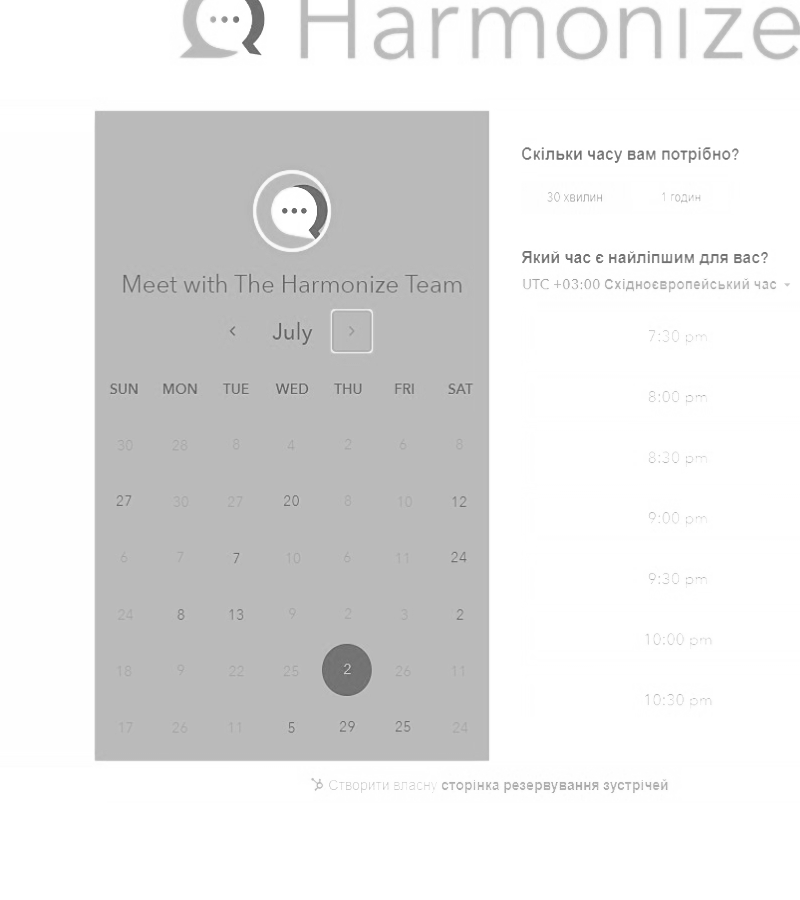 Harmonize
Meet with The Harmonize Team
July
SUN MON TUE WED THU FRI SAT
30 28 8 4 2 6 8
27 30 27 20 8 10 12
6 7 7 10 6 11 24
24 8 13 9 2 3 2
18 9 22 25 2 26 11
17 26 11 5 29 25 24
Скільки часу вам потрібно?
30 хвилин 1 годин
Який час є найліпшим для вас?
UTC +03:00 Східноєвропейський час
7:30 pm
8:00 pm
8:30 pm
9:00 pm
9:30 pm
10:00 pm
10:30 pm
Створити власну сторінка резервування зустрічей